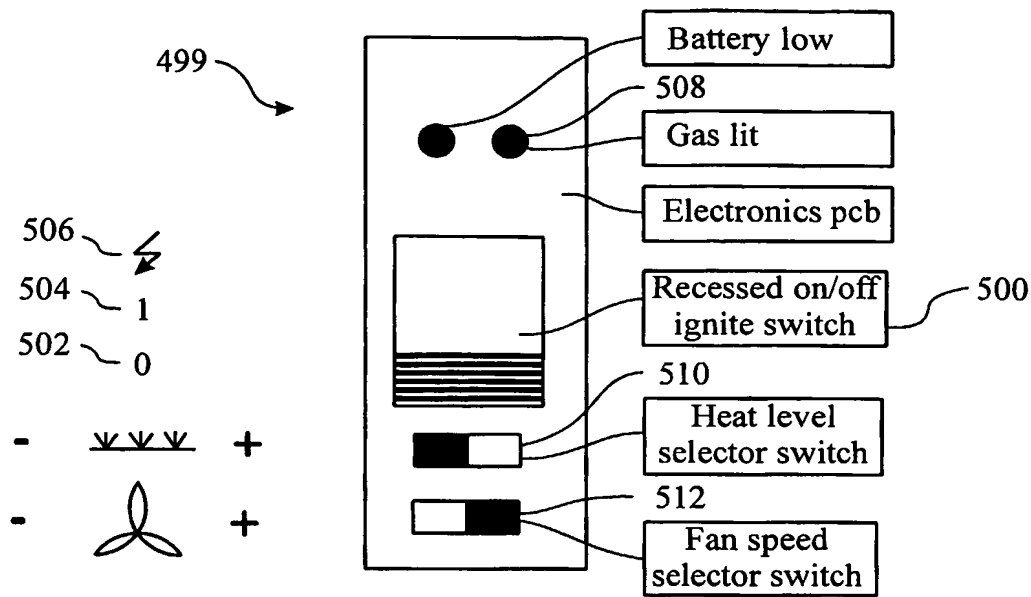 Battery low
499
508
Gas lit
Electronics pcb
506
504
1
Recessed on/off
ignite switch
500
502
0
510
Heat level
selector switch
- +
512
- +
Fan speed
selector switch